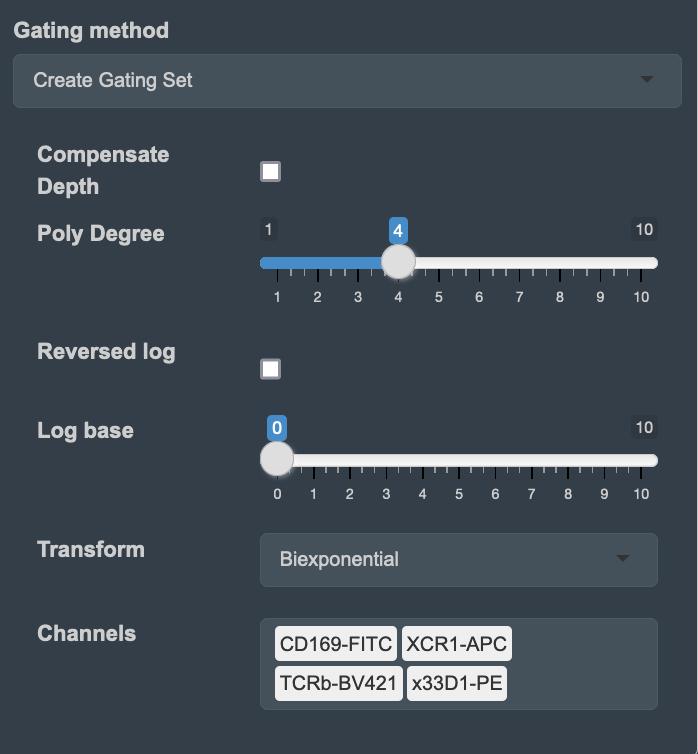 Gating method
Create Gating Set
Compensate
Depth
Poly Degree
1 4 10
1 2 3 4 5 6 7 8 9 10
Reversed log
Log base
0 10
0 1 2 3 4 5 6 7 8 9 10
Transform
Biexponential
Channels
CD169-FITC XCR1-APC
TCRb-BV421 x33D1-PE